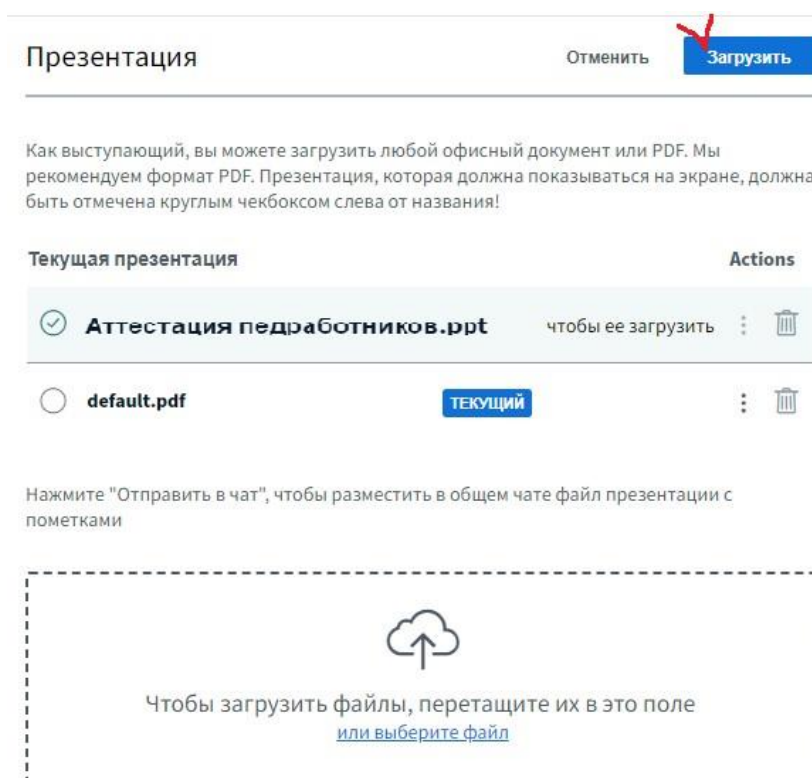 Презентация Отменить Загрузить
Как выступающий, вы можете загрузить любой офисный документ или PDF. Мы
рекомендуем формат PDF. Презентация, которая должна показываться на экране, должна
быть отмечена круглым чекбоксом слева от названия!
Текущая презентация Actions
Аттестация педработников.ppt чтобы ее загрузить
default.pdf ТЕКУЩИЙ
Нажмите "Отправить в чат", чтобы разместить в общем чате файл презентации с
пометками
Чтобы загрузить файлы, перетащите их в это поле
или выберите файл